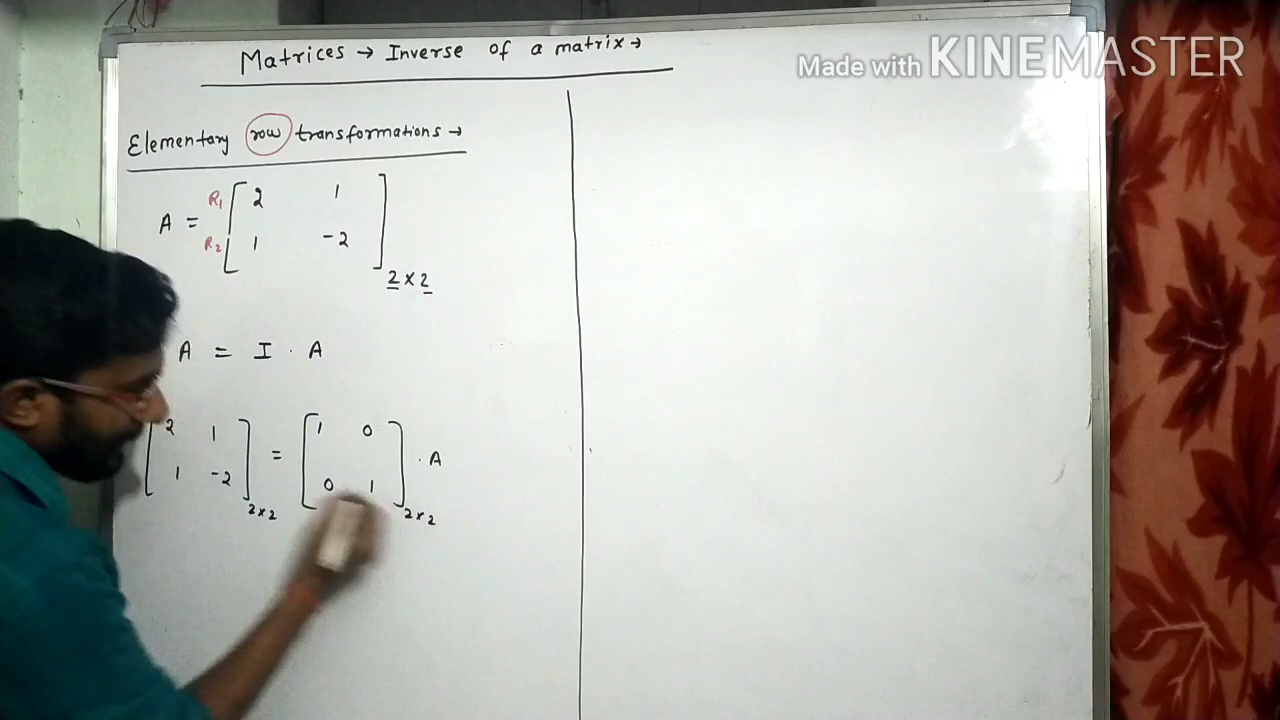 Matrices → Inverse of a matrix →
Made with KINEMASTER
Elementary row transformations →
R1 [ 2 1 ]
A =
R2 [ 1 -2 ] 2×2
A = I . A
[ 2 1 ] [ 1 0 ]
= . A
[ 1 -2 ] 2×2 [ 0 1 ] 2×2